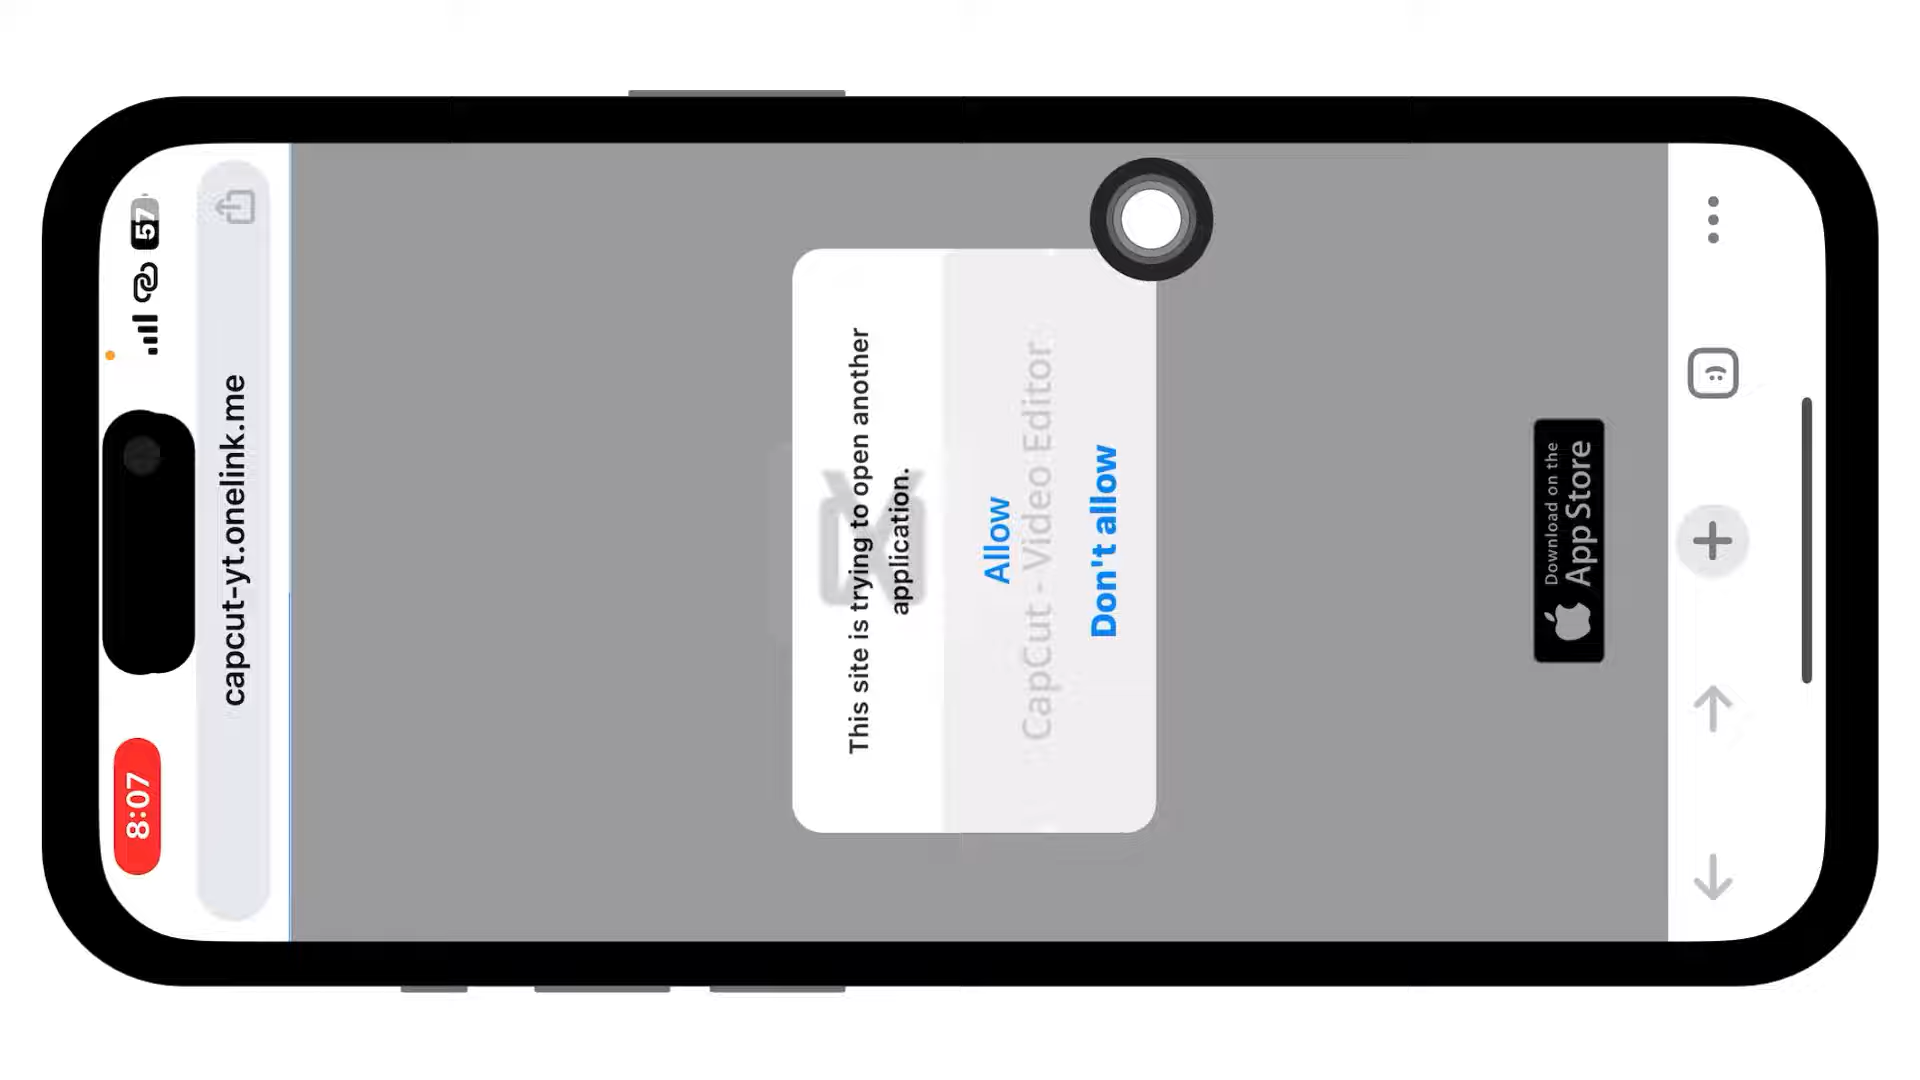 8:07
57
capcut-yt.onelink.me
This site is trying to open another
application.
Allow
CapCut - Video Editor
Don't allow
Download on the
App Store
:)